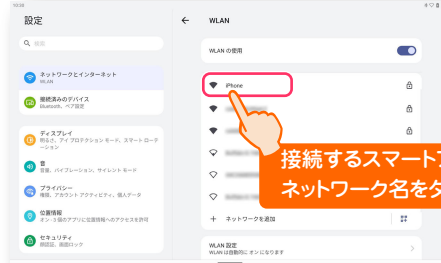 10:30
設定
検索
ネットワークとインターネット
WLAN
接続済みのデバイス
Bluetooth、ペア設定
ディスプレイ
明るさ、アイプロテクションモード、スマート ローテ
ーション
音
音量、バイブレーション、サイレント モード
プライバシー
権限、アカウント アクティビティ、個人データ
位置情報
オン - 3 個のアプリに位置情報へのアクセスを許可
セキュリティ
顔認証、画面ロック
WLAN
WLAN の使用
iPhone
接続するスマート
ネットワーク名を
ネットワークを追加
WLAN 設定
WLAN は自動的に オン になります